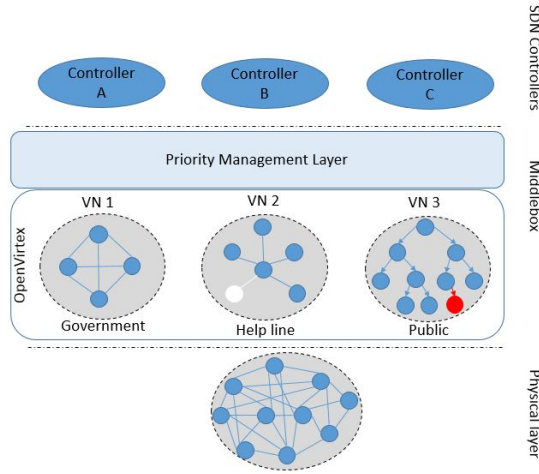 SDN Controllers
Controller
A
Controller
B
Controller
C
Priority Management Layer
Middlebox
OpenVirtex
VN 1
VN 2
VN 3
Government
Help line
Public
Physical layer